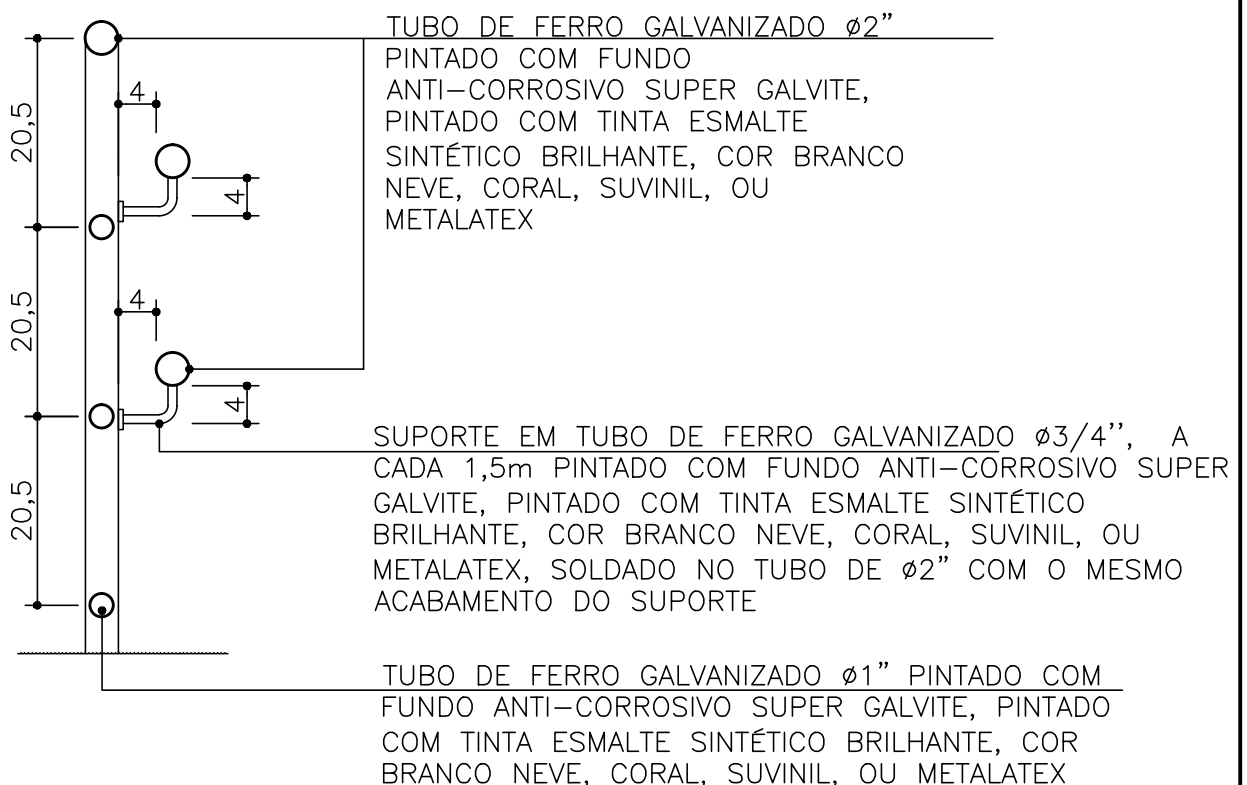 TUBO DE FERRO GALVANIZADO ø2”
PINTADO COM FUNDO
ANTI-CORROSIVO SUPER GALVITE,
PINTADO COM TINTA ESMALTE
SINTÉTICO BRILHANTE, COR BRANCO
NEVE, CORAL, SUVINIL, OU
METALATEX
20,5
4
4
20,5
4
4
20,5
SUPORTE EM TUBO DE FERRO GALVANIZADO ø3/4’’, A
CADA 1,5m PINTADO COM FUNDO ANTI-CORROSIVO SUPER
GALVITE, PINTADO COM TINTA ESMALTE SINTÉTICO
BRILHANTE, COR BRANCO NEVE, CORAL, SUVINIL, OU
METALATEX, SOLDADO NO TUBO DE ø2” COM O MESMO
ACABAMENTO DO SUPORTE
TUBO DE FERRO GALVANIZADO ø1” PINTADO COM
FUNDO ANTI-CORROSIVO SUPER GALVITE, PINTADO
COM TINTA ESMALTE SINTÉTICO BRILHANTE, COR
BRANCO NEVE, CORAL, SUVINIL, OU METALATEX